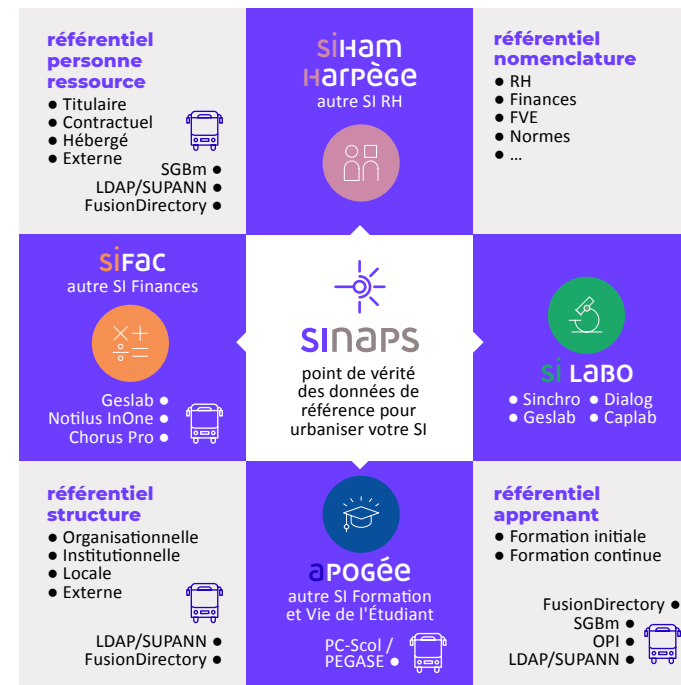 référentiel
personne
ressource
● Titulaire
● Contractuel
● Hébergé
● Externe
SGBm ●
LDAP/SUPANN ●
FusionDirectory ●
siHam
Harpège
autre SI RH
référentiel
nomenclature
● RH
● Finances
● FVE
● Normes
● ...
siFac
autre SI Finances
Geslab ●
Notilus InOne ●
Chorus Pro ●
sinaps
point de vérité
des données de
référence pour
urbaniser votre SI
si Labo
● Sinchro ● Dialog
● Geslab ● Caplab
référentiel
structure
● Organisationnelle
● Institutionnelle
● Locale
● Externe
LDAP/SUPANN ●
FusionDirectory ●
apogée
autre SI Formation
et Vie de l'Étudiant
PC-Scol /
PEGASE ●
référentiel
apprenant
● Formation initiale
● Formation continue
FusionDirectory ●
SGBm ●
OPI ●
LDAP/SUPANN ●